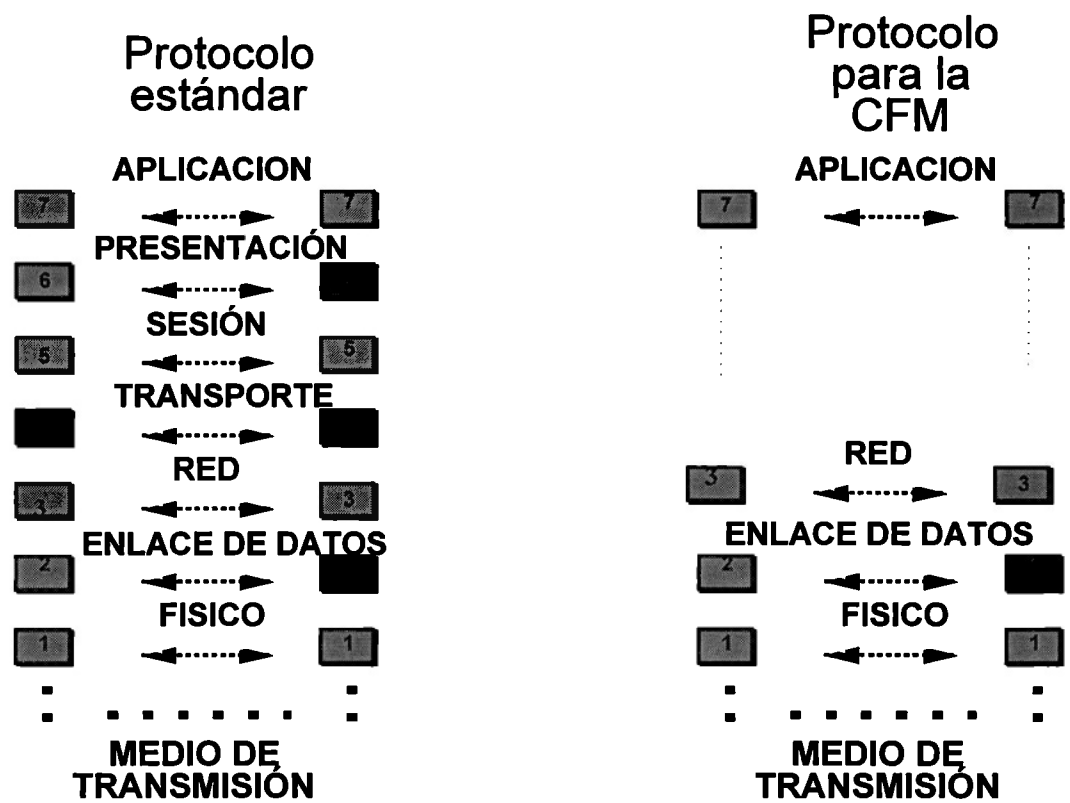 Protocolo
estándar
APLICACION
7 7
PRESENTACIÓN
6
SESIÓN
5 5
TRANSPORTE
RED
3 3
ENLACE DE DATOS
2
FISICO
1 1
MEDIO DE
TRANSMISIÓN
Protocolo
para la
CFM
APLICACION
7 7
RED
3 3
ENLACE DE DATOS
2
FISICO
1 1
MEDIO DE
TRANSMISIÓN